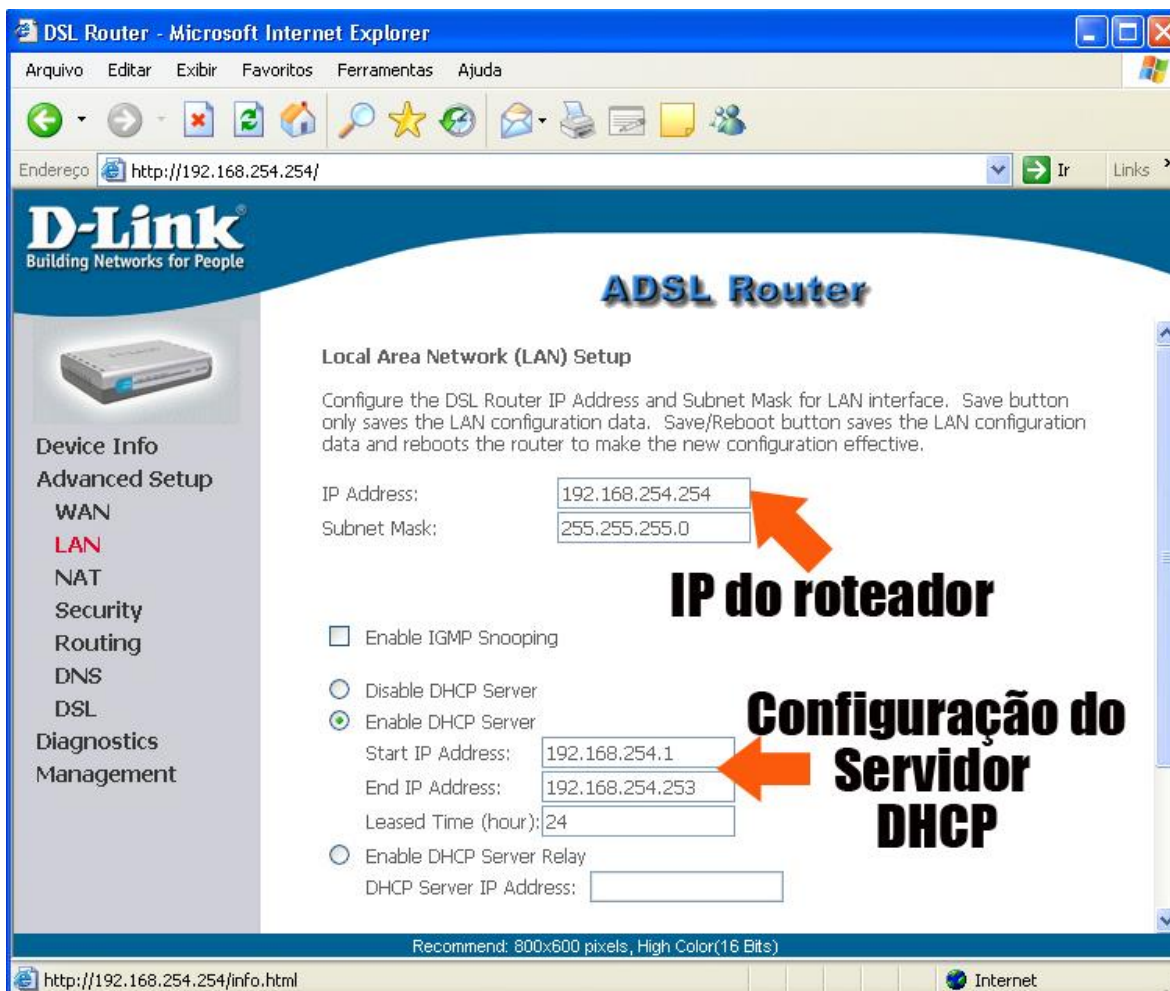 DSL Router - Microsoft Internet Explorer
Arquivo Editar Exibir Favoritos Ferramentas Ajuda
Endereço http://192.168.254.254/ Ir Links
D-Link
Building Networks for People
ADSL Router
Device Info
Advanced Setup
WAN
LAN
NAT
Security
Routing
DNS
DSL
Diagnostics
Management
Local Area Network (LAN) Setup
Configure the DSL Router IP Address and Subnet Mask for LAN interface. Save button
only saves the LAN configuration data. Save/Reboot button saves the LAN configuration
data and reboots the router to make the new configuration effective.
IP Address: 192.168.254.254
Subnet Mask: 255.255.255.0
IP do roteador
Enable IGMP Snooping
Disable DHCP Server
Enable DHCP Server
Start IP Address: 192.168.254.1
End IP Address: 192.168.254.253
Leased Time (hour): 24
Configuração do
Servidor
DHCP
Enable DHCP Server Relay
DHCP Server IP Address:
Recommend: 800x600 pixels, High Color(16 Bits)
http://192.168.254.254/info.html Internet